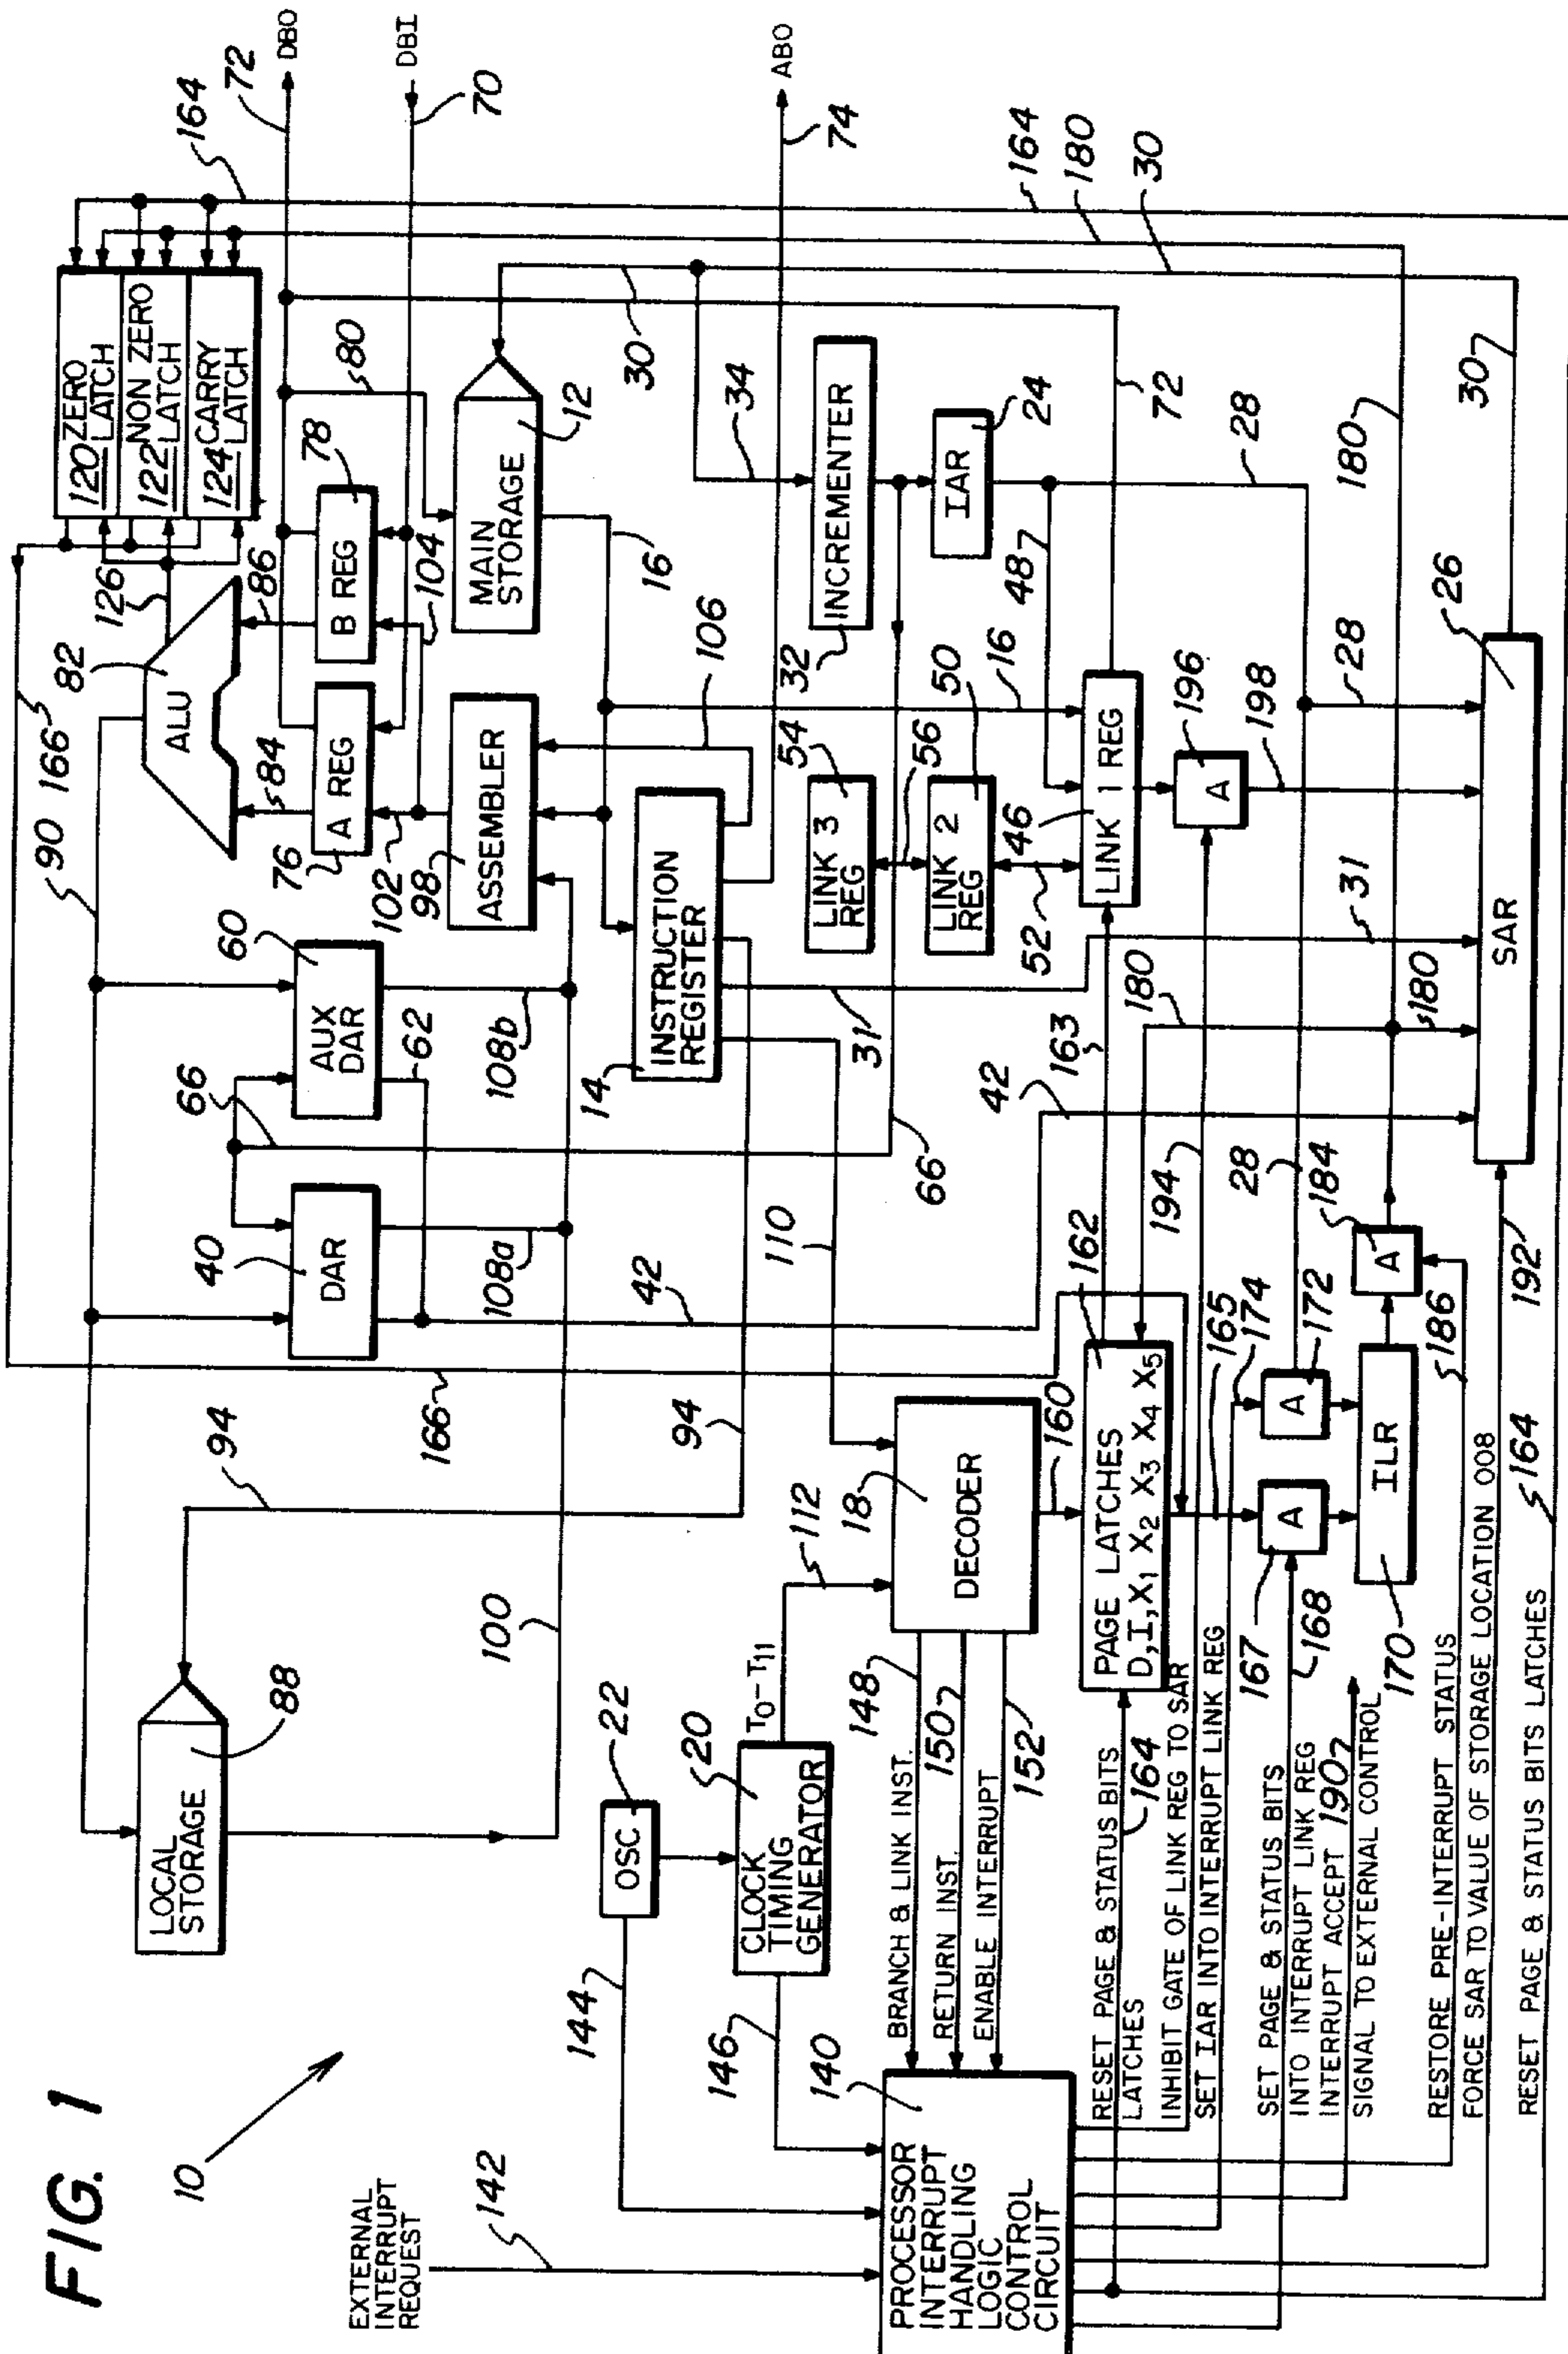 FIG. 1
10
EXTERNAL
INTERRUPT
REQUEST
142
144
146
140
PROCESSOR
INTERRUPT
HANDLING
LOGIC
CONTROL
CIRCUIT
LOCAL
STORAGE
88
94
100
OSC
22
CLOCK
TIMING
GENERATOR
20
T0-T11
112
DECODER
18
110
148
150
152
BRANCH & LINK INST.
RETURN INST.
ENABLE INTERRUPT
160
PAGE LATCHES
D,I,X1 X2 X3 X4 X5
162
163
RESET PAGE & STATUS BITS
LATCHES
164
INHIBIT GATE OF LINK REG TO SAR
SET IAR INTO INTERRUPT LINK REG
SET PAGE & STATUS BITS
INTO INTERRUPT LINK REG
INTERRUPT ACCEPT
SIGNAL TO EXTERNAL CONTROL
190
RESTORE PRE-INTERRUPT STATUS
FORCE SAR TO VALUE OF STORAGE LOCATION 008
RESET PAGE & STATUS BITS LATCHES
164
192
186
167
168
170
ILR
A
A
A
165
174
172
184
194
28
DAR
40
108a
42
166
94
AUX
DAR
60
62
108b
66
66
90
166
ALU
82
84
86
126
A REG
76
102
B REG
78
104
ASSEMBLER
98
106
INSTRUCTION
REGISTER
14
31
31
42
180
180
120 ZERO
LATCH
122 NON ZERO
LATCH
124 CARRY
LATCH
164
72
DBO
DBI
70
80
MAIN
STORAGE
12
16
16
ABO
74
30
34
INCREMENTER
32
IAR
24
48
LINK 3
REG
54
56
LINK 2
REG
50
52
LINK 1 REG
46
A
196
198
72
28
28
180
SAR
26
30
164
180
30